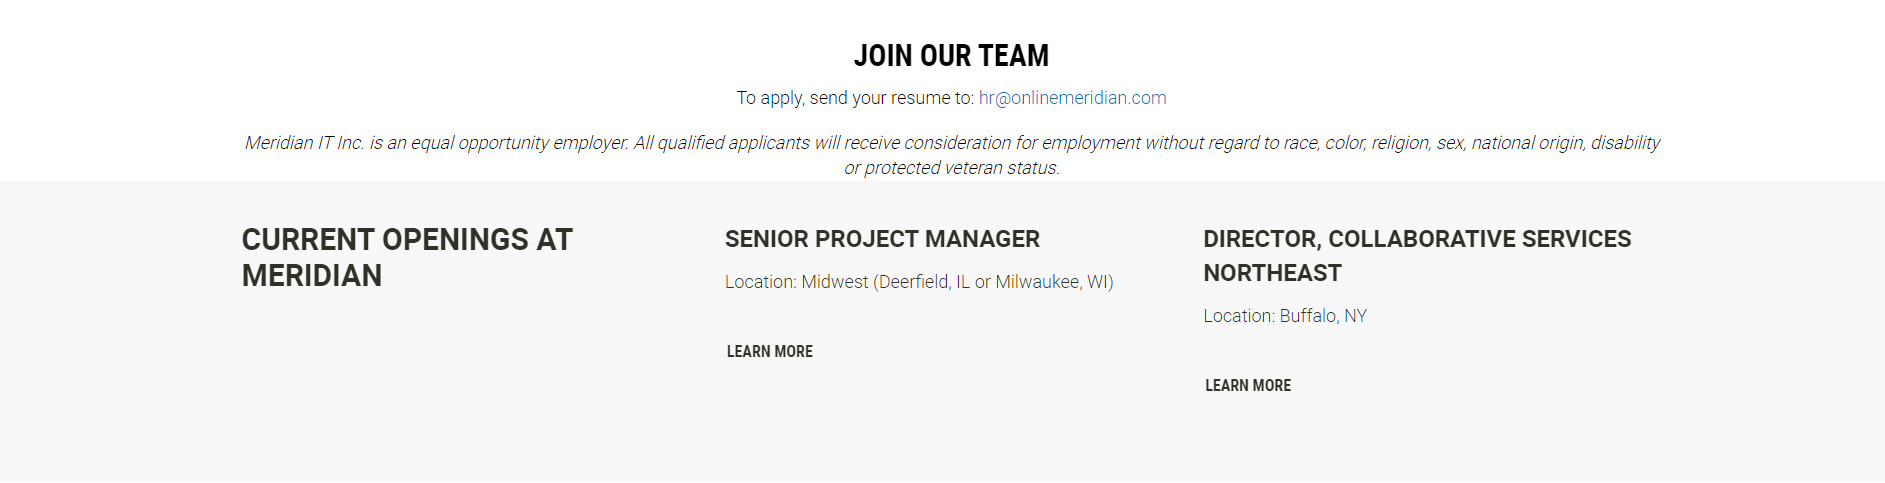 JOIN OUR TEAM
To apply, send your resume to: hr@onlinemeridian.com
Meridian IT Inc. is an equal opportunity employer. All qualified applicants will receive consideration for employment without regard to race, color, religion, sex, national origin, disability
or protected veteran status.
CURRENT OPENINGS AT
MERIDIAN
SENIOR PROJECT MANAGER
Location: Midwest (Deerfield, IL or Milwaukee, WI)
LEARN MORE
DIRECTOR, COLLABORATIVE SERVICES
NORTHEAST
Location: Buffalo, NY
LEARN MORE